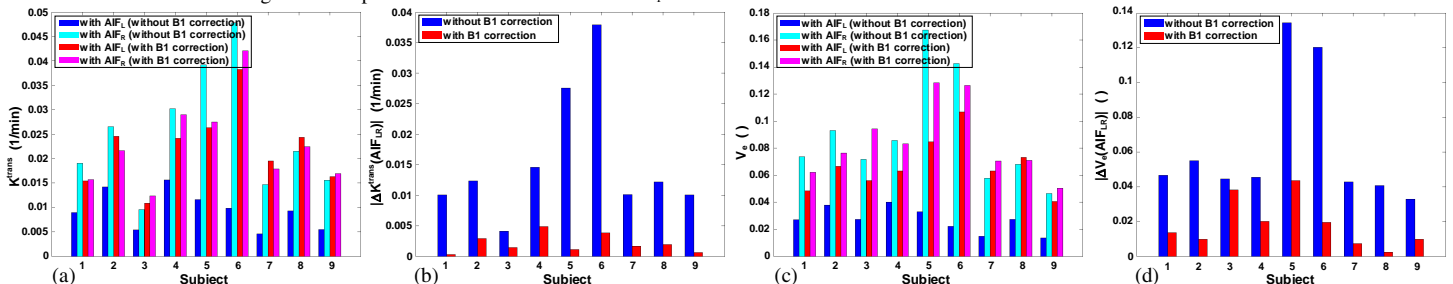 with AIF_L (without B1 correction)
with AIF_R (without B1 correction)
with AIF_L (with B1 correction)
with AIF_R (with B1 correction)
K^trans (1/min)
0.05
0.045
0.04
0.035
0.03
0.025
0.02
0.015
0.01
0.005
0
1 2 3 4 5 6 7 8 9
Subject
(a)
without B1 correction
with B1 correction
|ΔK^trans(AIF_LR)| (1/min)
0.04
0.035
0.03
0.025
0.02
0.015
0.01
0.005
0
1 2 3 4 5 6 7 8 9
Subject
(b)
with AIF_L (without B1 correction)
with AIF_R (without B1 correction)
with AIF_L (with B1 correction)
with AIF_R (with B1 correction)
V_e ( )
0.18
0.16
0.14
0.12
0.1
0.08
0.06
0.04
0.02
0
1 2 3 4 5 6 7 8 9
Subject
(c)
without B1 correction
with B1 correction
|ΔV_e(AIF_LR)| ( )
0.14
0.12
0.1
0.08
0.06
0.04
0.02
0
1 2 3 4 5 6 7 8 9
Subject
(d)